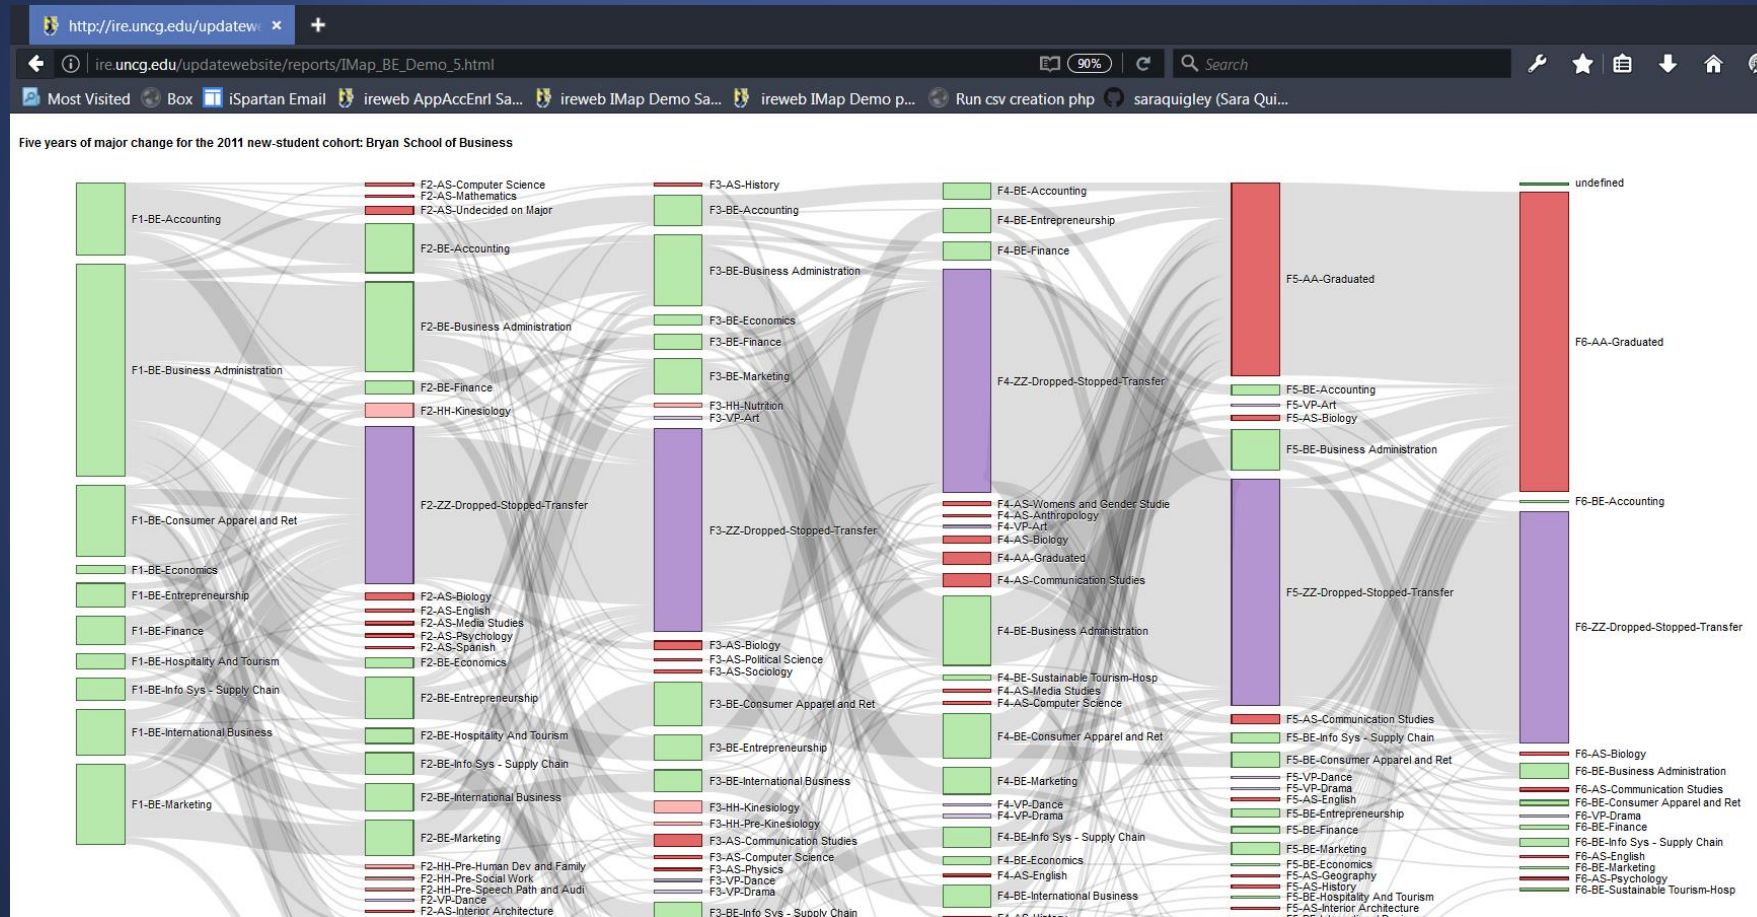 http://ire.uncg.edu/updatew
ire.uncg.edu/updatewebsite/reports/IMap_BE_Demo_5.html
90%
Search
Most Visited
Box
iSpartan Email
ireweb AppAccEnrl Sa...
ireweb IMap Demo Sa...
ireweb IMap Demo p...
Run csv creation php
saraquigley (Sara Qui...
Five years of major change for the 2011 new-student cohort: Bryan School of Business
F1-BE-Accounting
F1-BE-Business Administration
F1-BE-Consumer Apparel and Ret
F1-BE-Economics
F1-BE-Entrepreneurship
F1-BE-Finance
F1-BE-Hospitality And Tourism
F1-BE-Info Sys - Supply Chain
F1-BE-International Business
F1-BE-Marketing
F2-AS-Computer Science
F2-AS-Mathematics
F2-AS-Undecided on Major
F2-BE-Accounting
F2-BE-Business Administration
F2-BE-Finance
F2-HH-Kinesiology
F2-ZZ-Dropped-Stopped-Transfer
F2-AS-Biology
F2-AS-English
F2-AS-Media Studies
F2-AS-Psychology
F2-AS-Spanish
F2-BE-Economics
F2-BE-Entrepreneurship
F2-BE-Hospitality And Tourism
F2-BE-Info Sys - Supply Chain
F2-BE-International Business
F2-BE-Marketing
F2-HH-Pre-Human Dev and Family
F2-HH-Pre-Social Work
F2-HH-Pre-Speech Path and Audi
F2-VP-Dance
F2-AS-Interior Architecture
F3-AS-History
F3-BE-Accounting
F3-BE-Business Administration
F3-BE-Economics
F3-BE-Finance
F3-BE-Marketing
F3-HH-Nutrition
F3-VP-Art
F3-ZZ-Dropped-Stopped-Transfer
F3-AS-Biology
F3-AS-Political Science
F3-AS-Sociology
F3-BE-Consumer Apparel and Ret
F3-BE-Entrepreneurship
F3-BE-International Business
F3-HH-Kinesiology
F3-HH-Pre-Kinesiology
F3-AS-Communication Studies
F3-AS-Computer Science
F3-AS-Physics
F3-VP-Dance
F3-VP-Drama
F3-BE-Info Sys - Supply Chain
F4-BE-Accounting
F4-BE-Entrepreneurship
F4-BE-Finance
F4-ZZ-Dropped-Stopped-Transfer
F4-AS-Womens and Gender Studie
F4-AS-Anthropology
F4-VP-Art
F4-AS-Biology
F4-AA-Graduated
F4-AS-Communication Studies
F4-BE-Business Administration
F4-BE-Sustainable Tourism-Hosp
F4-AS-Media Studies
F4-AS-Computer Science
F4-BE-Consumer Apparel and Ret
F4-BE-Marketing
F4-VP-Dance
F4-VP-Drama
F4-BE-Info Sys - Supply Chain
F4-BE-Economics
F4-AS-English
F4-BE-International Business
F5-AA-Graduated
F5-BE-Accounting
F5-VP-Art
F5-AS-Biology
F5-BE-Business Administration
F5-ZZ-Dropped-Stopped-Transfer
F5-AS-Communication Studies
F5-BE-Info Sys - Supply Chain
F5-BE-Consumer Apparel and Ret
F5-VP-Dance
F5-VP-Drama
F5-AS-English
F5-BE-Entrepreneurship
F5-BE-Finance
F5-BE-Marketing
F5-BE-Economics
F5-AS-Geography
F5-AS-History
F5-BE-Hospitality And Tourism
F5-AS-Interior Architecture
undefined
F6-AA-Graduated
F6-BE-Accounting
F6-ZZ-Dropped-Stopped-Transfer
F6-AS-Biology
F6-BE-Business Administration
F6-AS-Communication Studies
F6-BE-Consumer Apparel and Ret
F6-VP-Drama
F6-BE-Finance
F6-BE-Info Sys - Supply Chain
F6-AS-English
F6-BE-Marketing
F6-AS-Psychology
F6-BE-Sustainable Tourism-Hosp